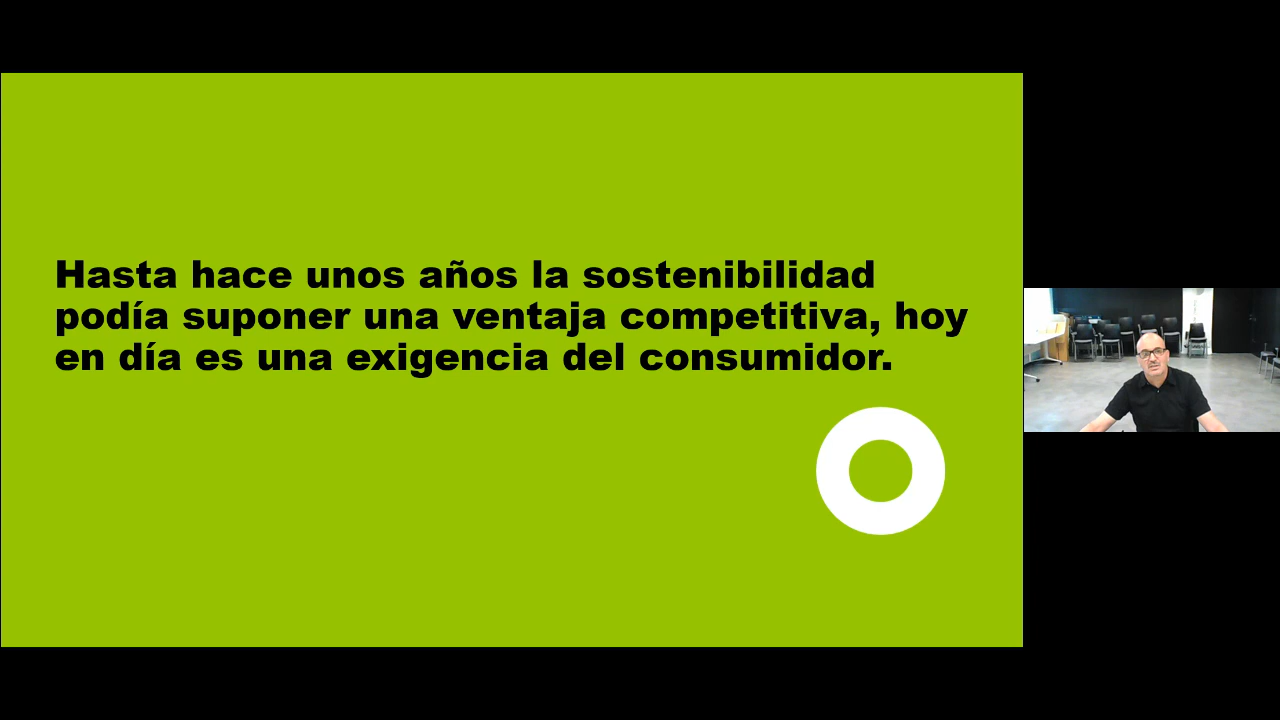 Hasta hace unos años la sostenibilidad
podía suponer una ventaja competitiva, hoy
en día es una exigencia del consumidor.